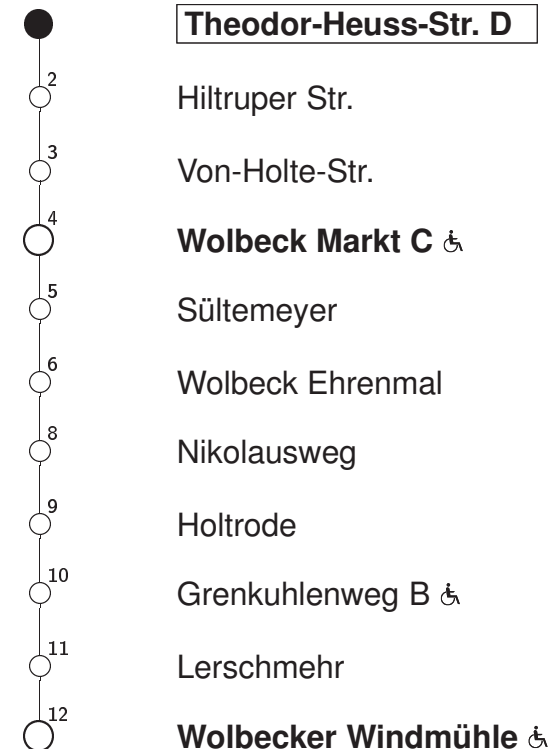 Theodor-Heuss-Str. D
2 Hiltruper Str.
3 Von-Holte-Str.
4 Wolbeck Markt C
5 Sültemeyer
6 Wolbeck Ehrenmal
8 Nikolausweg
9 Holtrode
10 Grenkuhlenweg B
11 Lerschmehr
12 Wolbecker Windmühle